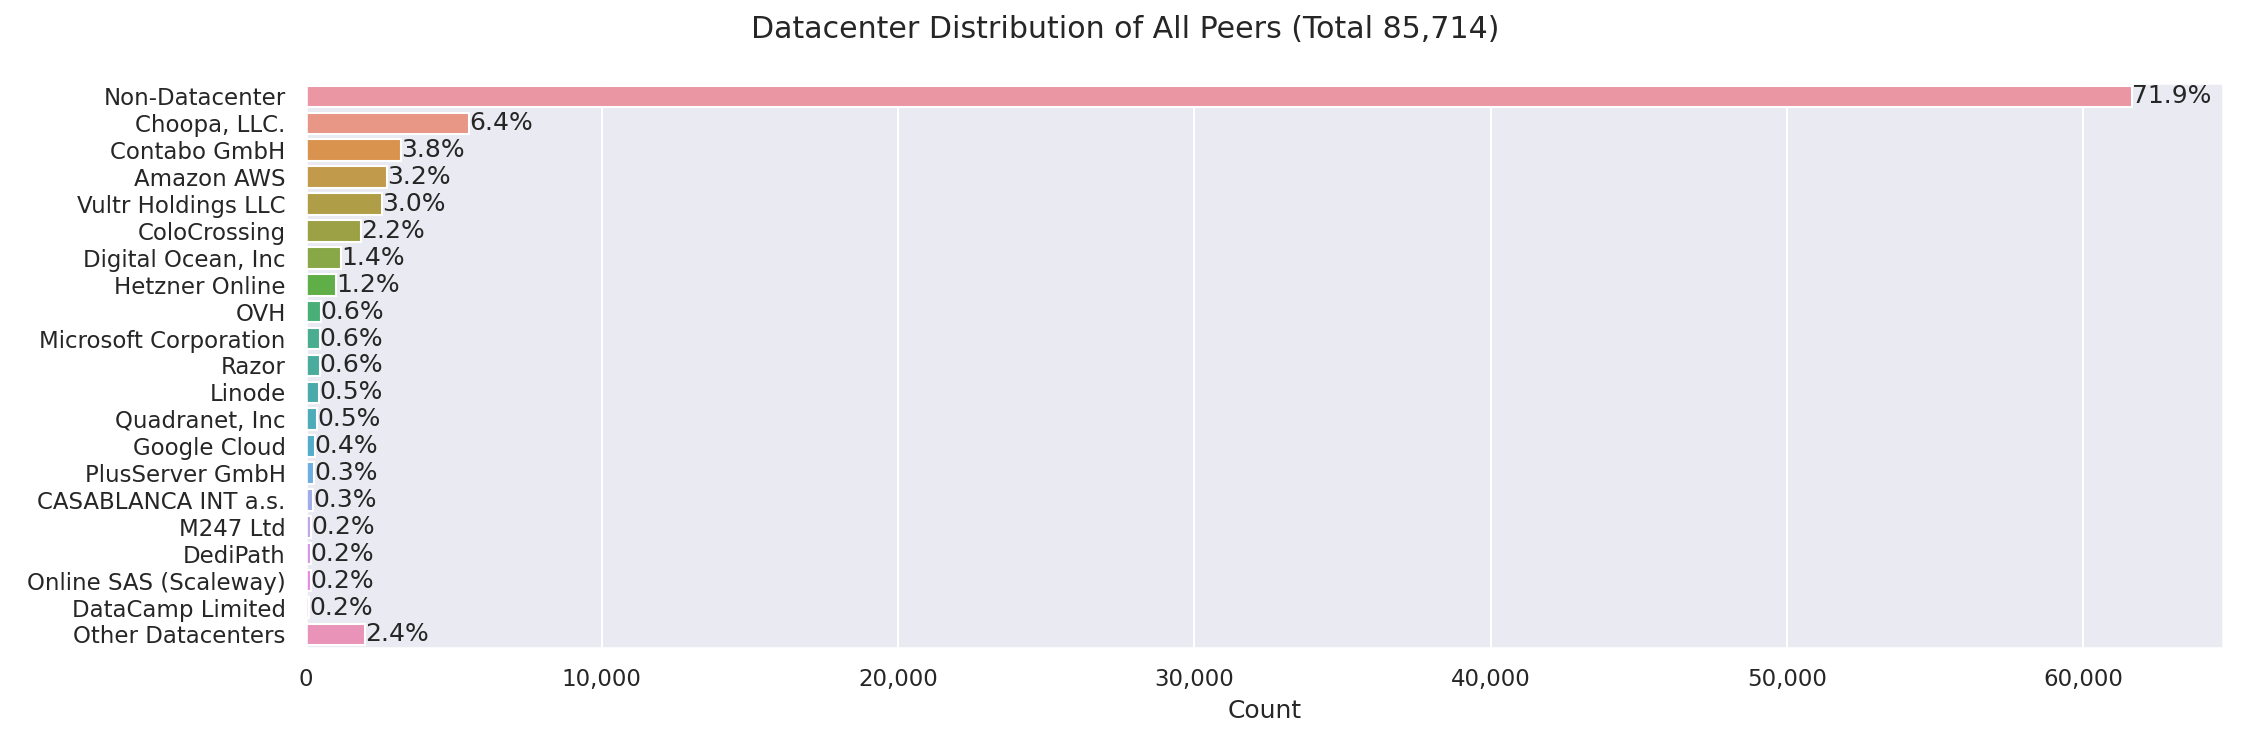 Datacenter Distribution of All Peers (Total 85,714)
Non-Datacenter 71.9%
Choopa, LLC. 6.4%
Contabo GmbH 3.8%
Amazon AWS 3.2%
Vultr Holdings LLC 3.0%
ColoCrossing 2.2%
Digital Ocean, Inc 1.4%
Hetzner Online 1.2%
OVH 0.6%
Microsoft Corporation 0.6%
Razor 0.6%
Linode 0.5%
Quadranet, Inc 0.5%
Google Cloud 0.4%
PlusServer GmbH 0.3%
CASABLANCA INT a.s. 0.3%
M247 Ltd 0.2%
DediPath 0.2%
Online SAS (Scaleway) 0.2%
DataCamp Limited 0.2%
Other Datacenters 2.4%
0 10,000 20,000 30,000 40,000 50,000 60,000
Count